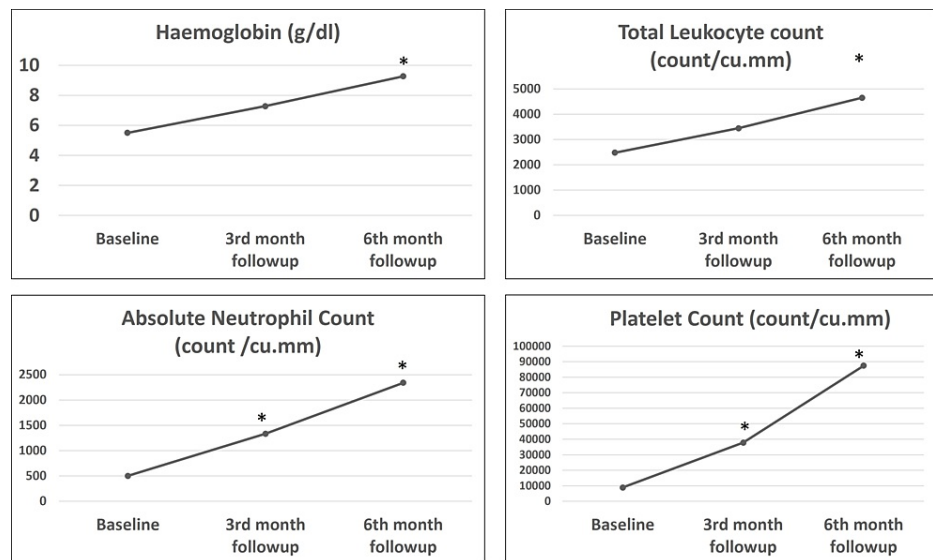 Haemoglobin (g/dl)
*
10
8
6
4
2
0
Baseline
3rd month
followup
6th month
followup
Total Leukocyte count
(count/cu.mm)
*
5000
4000
3000
2000
1000
0
Baseline
3rd month
followup
6th month
followup
Absolute Neutrophil Count
(count /cu.mm)
*
*
2500
2000
1500
1000
500
0
Baseline
3rd month
followup
6th month
followup
Platelet Count (count/cu.mm)
*
*
100000
90000
80000
70000
60000
50000
40000
30000
20000
10000
0
Baseline
3rd month
followup
6th month
followup